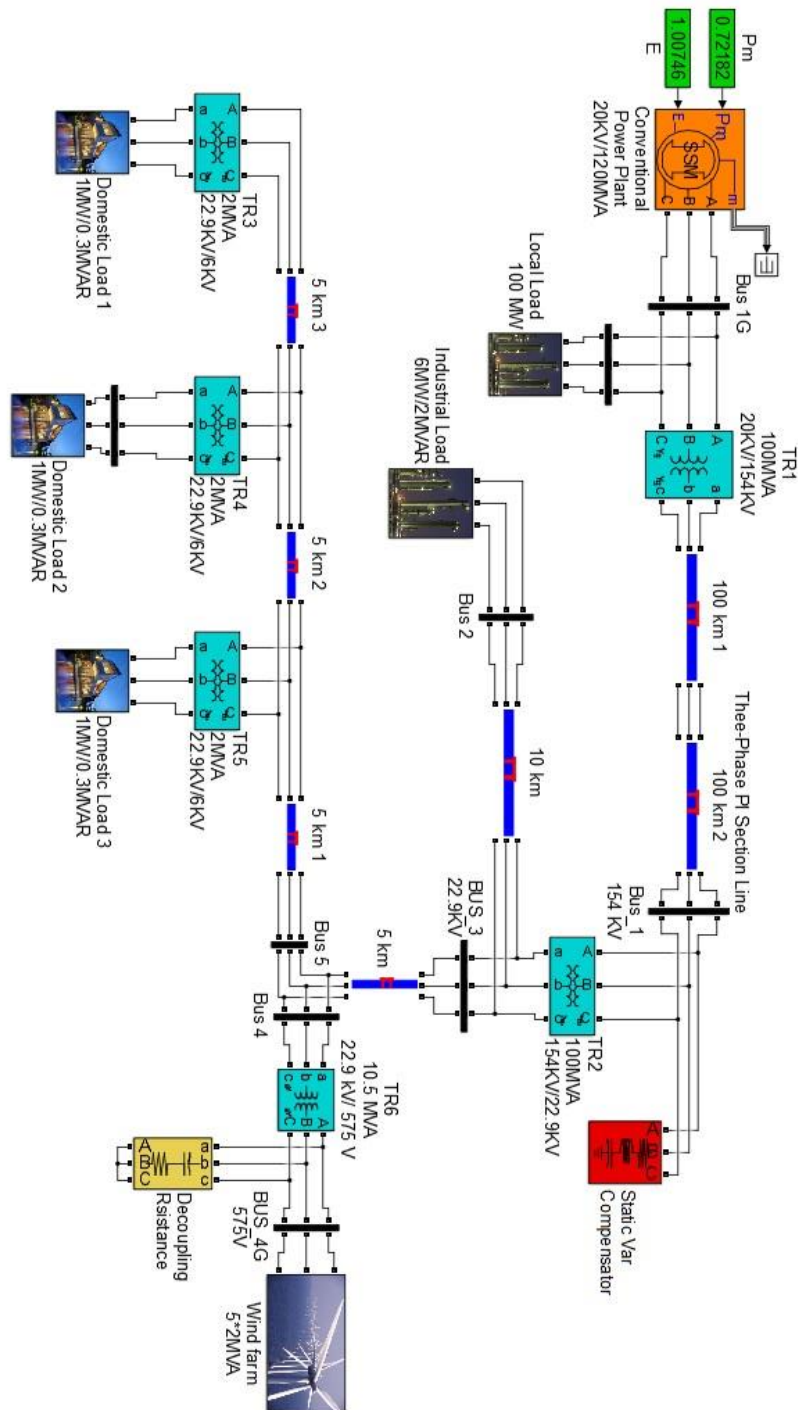 Pm
0.72182
1.00746
E
Pm
E
SSM
m
A
B
C
Conventional
Power Plant
20KV/120MVA
Bus 1G
Local Load
100 MW
TR1
100MVA
20KV/154KV
A
B
C
a
b
c
Yg
Yg
100 km 1
Thee-Phase PI Section Line
100 km 2
Bus_1
154 KV
Static Var
Compensator
A
B
C
TR2
100MVA
154KV/22.9KV
A
B
C
a
b
c
Industrial Load
6MW/2MVAR
Bus 2
10 km
BUS_3
22.9KV
5 km
TR3
2MVA
22.9KV/6KV
A
B
C
a
b
c
Domestic Load 1
1MW/0.3MVAR
5 km 3
TR4
2MVA
22.9KV/6KV
A
B
C
a
b
c
Domestic Load 2
1MW/0.3MVAR
5 km 2
TR5
2MVA
22.9KV/6KV
A
B
C
a
b
c
Domestic Load 3
1MW/0.3MVAR
5 km 1
Bus 5
Bus 4
TR6
10.5 MVA
22.9 kV/ 575 V
a
b
c
A
B
C
BUS_4G
575V
Decoupling
Rsistance
a
b
c
A
B
C
Wind farm
5*2MVA